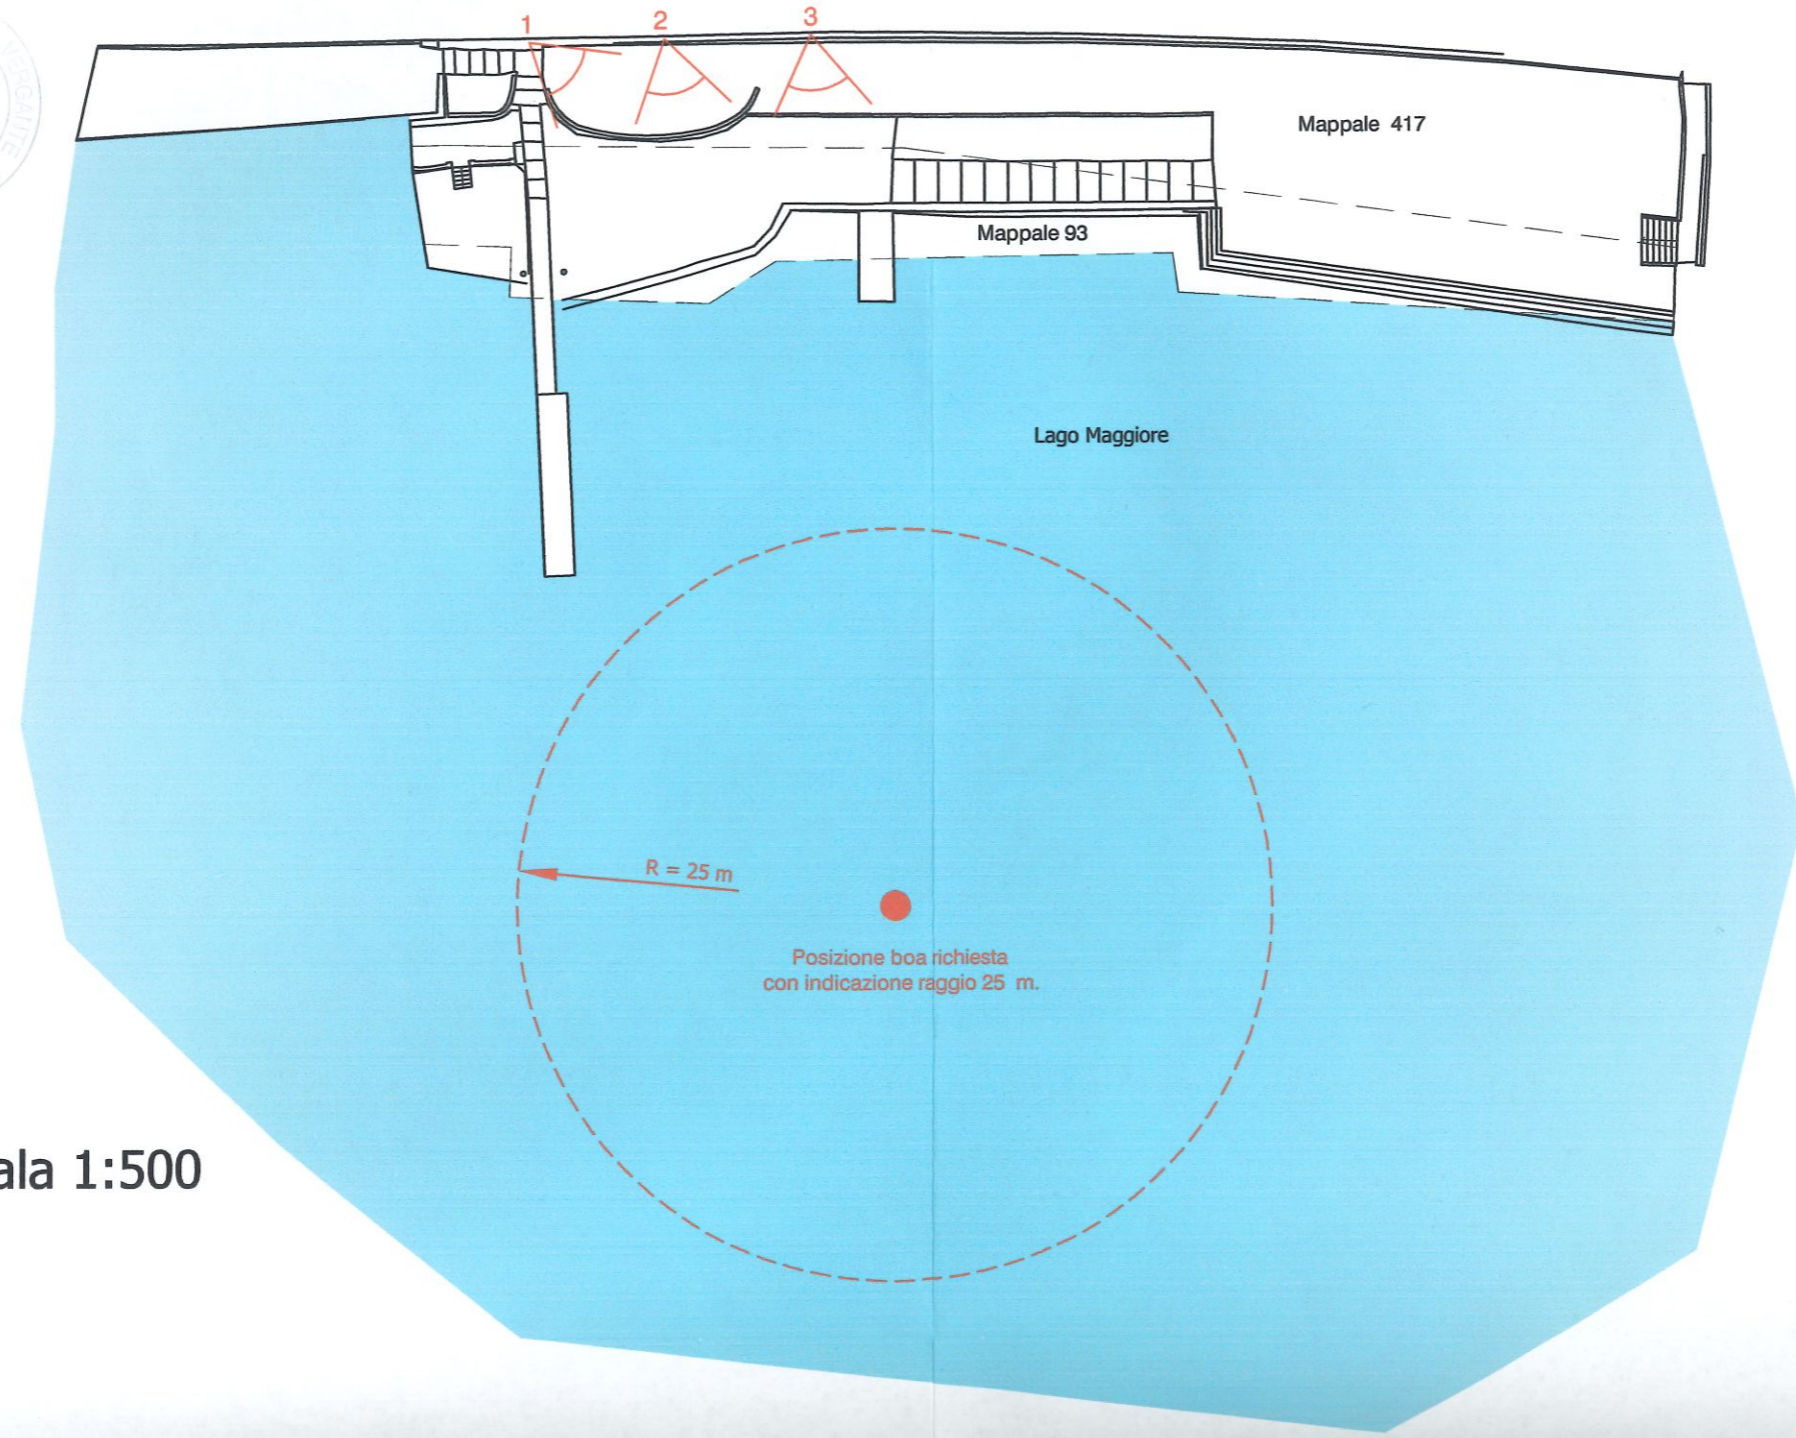 1
2
3
VERGANTE
Mappale 417
Mappale 93
Lago Maggiore
R = 25 m
Posizione boa richiesta
con indicazione raggio 25 m.
ala 1:500